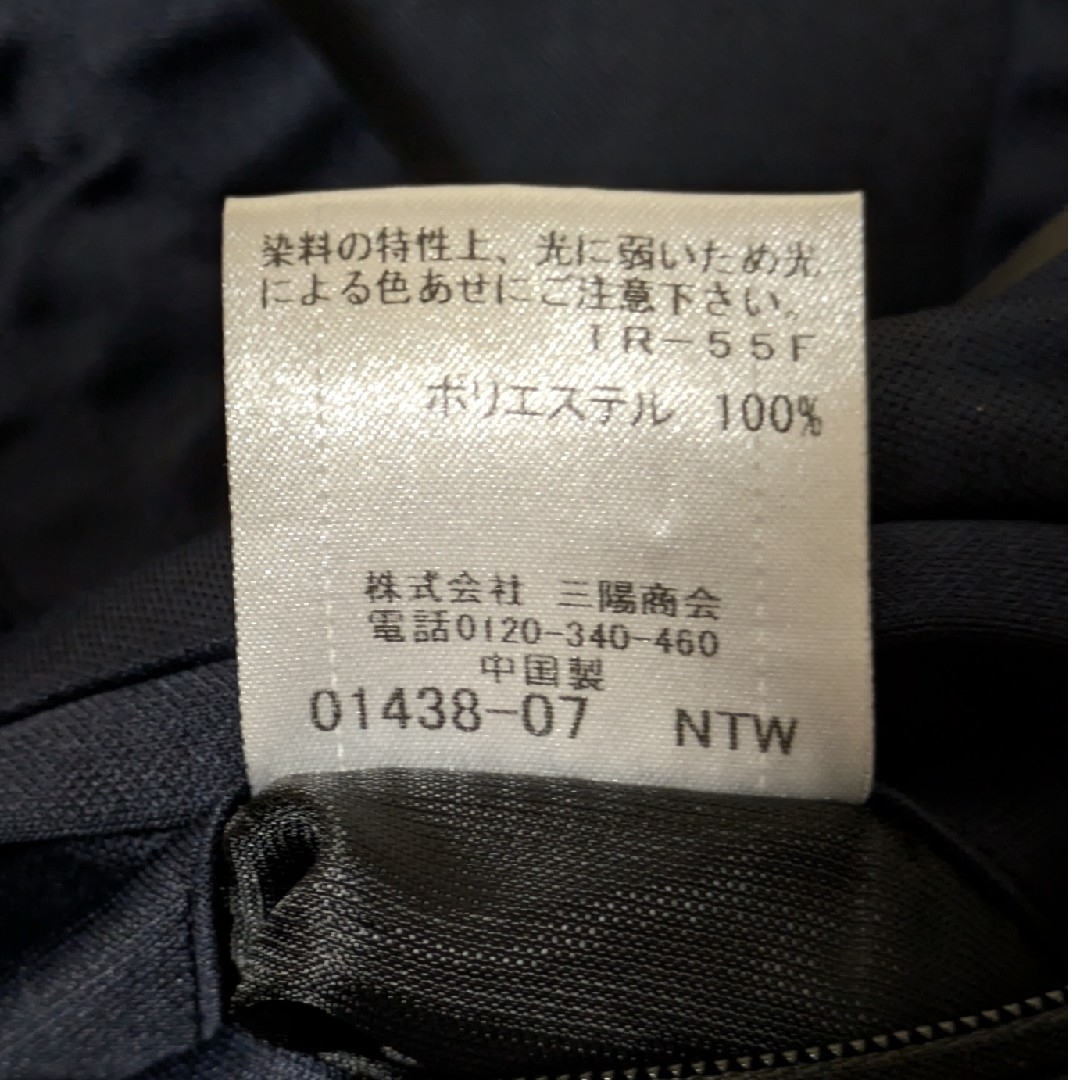 染料の特性上、光に弱いため光
による色あせにご注意下さい。
IR-55F
ポリエステル 100%
株式会社 三陽商会
電話0120-340-460
中国製
01438-07 NTW